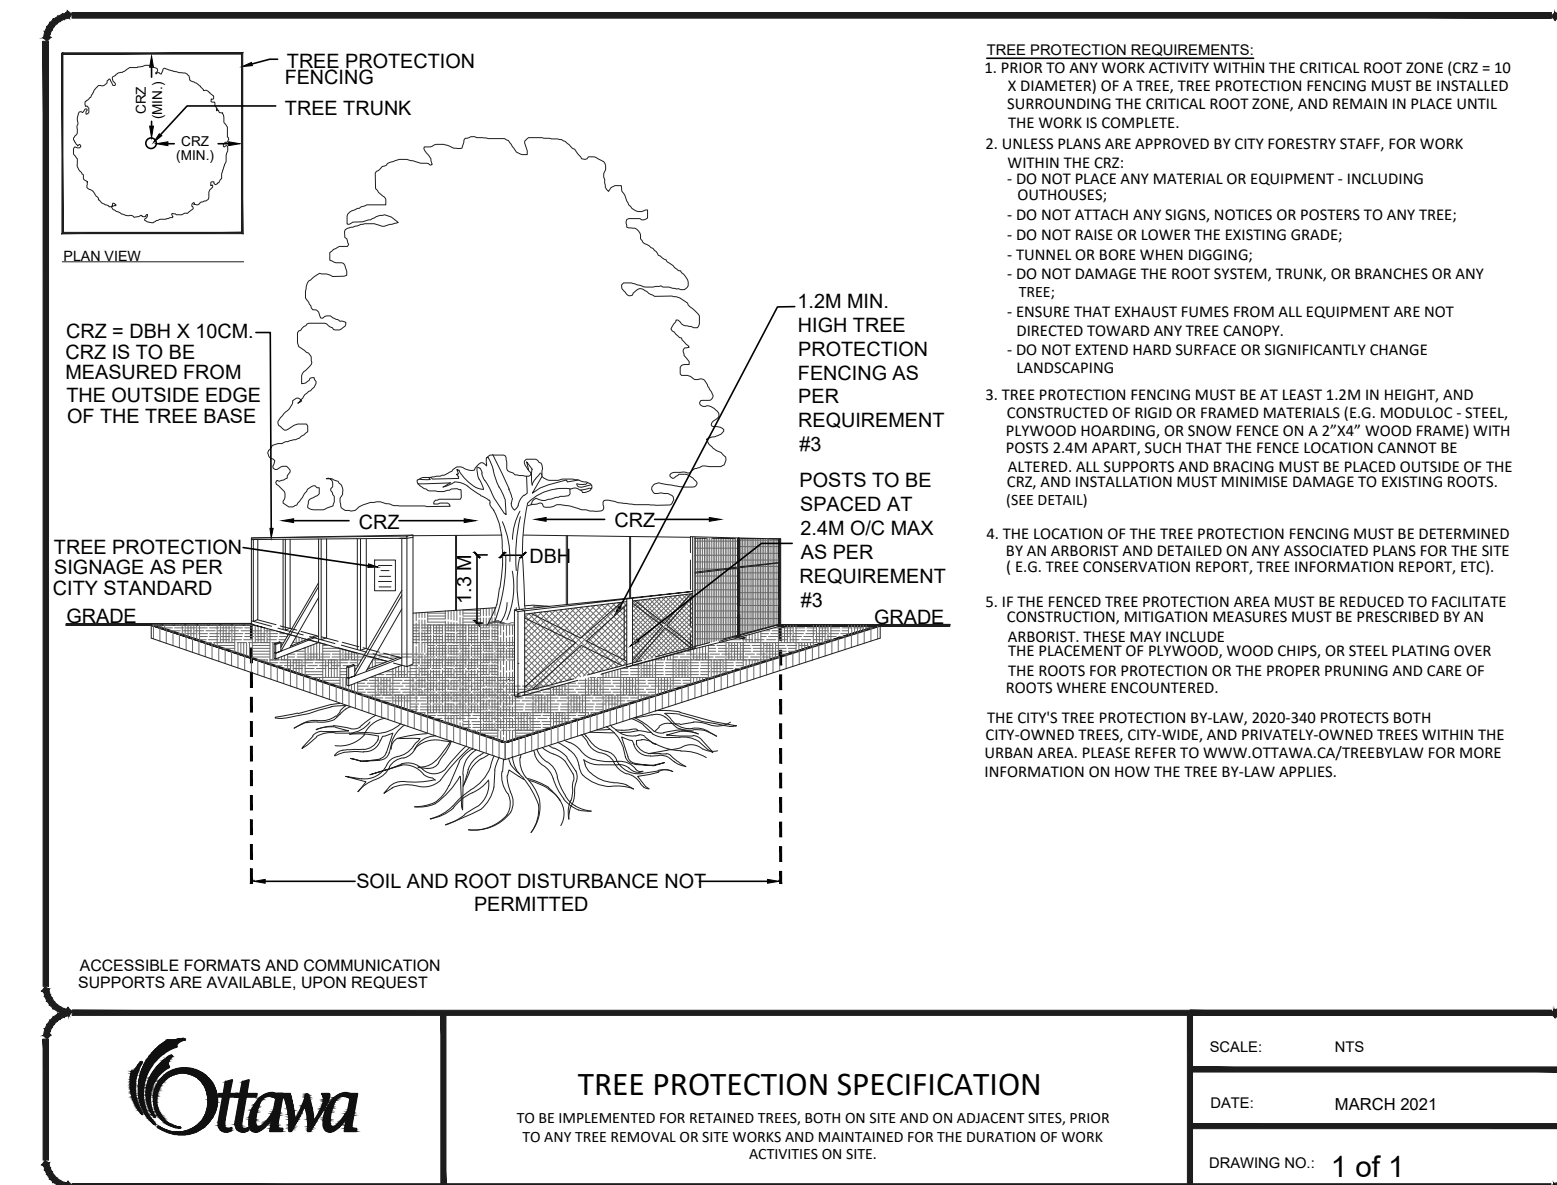 TREE PROTECTION
FENCING
TREE TRUNK
CRZ
(MIN.)
CRZ
(MIN.)
PLAN VIEW
CRZ = DBH X 10CM.
CRZ IS TO BE
MEASURED FROM
THE OUTSIDE EDGE
OF THE TREE BASE
TREE PROTECTION
SIGNAGE AS PER
CITY STANDARD
GRADE
CRZ
CRZ
DBH
1.3 M
1.2M MIN.
HIGH TREE
PROTECTION
FENCING AS
PER
REQUIREMENT
#3
POSTS TO BE
SPACED AT
2.4M O/C MAX
AS PER
REQUIREMENT
#3
GRADE
SOIL AND ROOT DISTURBANCE NOT
PERMITTED
ACCESSIBLE FORMATS AND COMMUNICATION
SUPPORTS ARE AVAILABLE, UPON REQUEST
TREE PROTECTION REQUIREMENTS:
1. PRIOR TO ANY WORK ACTIVITY WITHIN THE CRITICAL ROOT ZONE (CRZ = 10
X DIAMETER) OF A TREE, TREE PROTECTION FENCING MUST BE INSTALLED
SURROUNDING THE CRITICAL ROOT ZONE, AND REMAIN IN PLACE UNTIL
THE WORK IS COMPLETE.
2. UNLESS PLANS ARE APPROVED BY CITY FORESTRY STAFF, FOR WORK
WITHIN THE CRZ:
- DO NOT PLACE ANY MATERIAL OR EQUIPMENT - INCLUDING
OUTHOUSES;
- DO NOT ATTACH ANY SIGNS, NOTICES OR POSTERS TO ANY TREE;
- DO NOT RAISE OR LOWER THE EXISTING GRADE;
- TUNNEL OR BORE WHEN DIGGING;
- DO NOT DAMAGE THE ROOT SYSTEM, TRUNK, OR BRANCHES OR ANY
TREE;
- ENSURE THAT EXHAUST FUMES FROM ALL EQUIPMENT ARE NOT
DIRECTED TOWARD ANY TREE CANOPY.
- DO NOT EXTEND HARD SURFACE OR SIGNIFICANTLY CHANGE
LANDSCAPING
3. TREE PROTECTION FENCING MUST BE AT LEAST 1.2M IN HEIGHT, AND
CONSTRUCTED OF RIGID OR FRAMED MATERIALS (E.G. MODULOC - STEEL,
PLYWOOD HOARDING, OR SNOW FENCE ON A 2”X4” WOOD FRAME) WITH
POSTS 2.4M APART, SUCH THAT THE FENCE LOCATION CANNOT BE
ALTERED. ALL SUPPORTS AND BRACING MUST BE PLACED OUTSIDE OF THE
CRZ, AND INSTALLATION MUST MINIMISE DAMAGE TO EXISTING ROOTS.
(SEE DETAIL)
4. THE LOCATION OF THE TREE PROTECTION FENCING MUST BE DETERMINED
BY AN ARBORIST AND DETAILED ON ANY ASSOCIATED PLANS FOR THE SITE
( E.G. TREE CONSERVATION REPORT, TREE INFORMATION REPORT, ETC).
5. IF THE FENCED TREE PROTECTION AREA MUST BE REDUCED TO FACILITATE
CONSTRUCTION, MITIGATION MEASURES MUST BE PRESCRIBED BY AN
ARBORIST. THESE MAY INCLUDE
THE PLACEMENT OF PLYWOOD, WOOD CHIPS, OR STEEL PLATING OVER
THE ROOTS FOR PROTECTION OR THE PROPER PRUNING AND CARE OF
ROOTS WHERE ENCOUNTERED.
THE CITY'S TREE PROTECTION BY-LAW, 2020-340 PROTECTS BOTH
CITY-OWNED TREES, CITY-WIDE, AND PRIVATELY-OWNED TREES WITHIN THE
URBAN AREA. PLEASE REFER TO WWW.OTTAWA.CA/TREEBYLAW FOR MORE
INFORMATION ON HOW THE TREE BY-LAW APPLIES.
Ottawa
TREE PROTECTION SPECIFICATION
TO BE IMPLEMENTED FOR RETAINED TREES, BOTH ON SITE AND ON ADJACENT SITES, PRIOR
TO ANY TREE REMOVAL OR SITE WORKS AND MAINTAINED FOR THE DURATION OF WORK
ACTIVITIES ON SITE.
SCALE: NTS
DATE: MARCH 2021
DRAWING NO.: 1 of 1